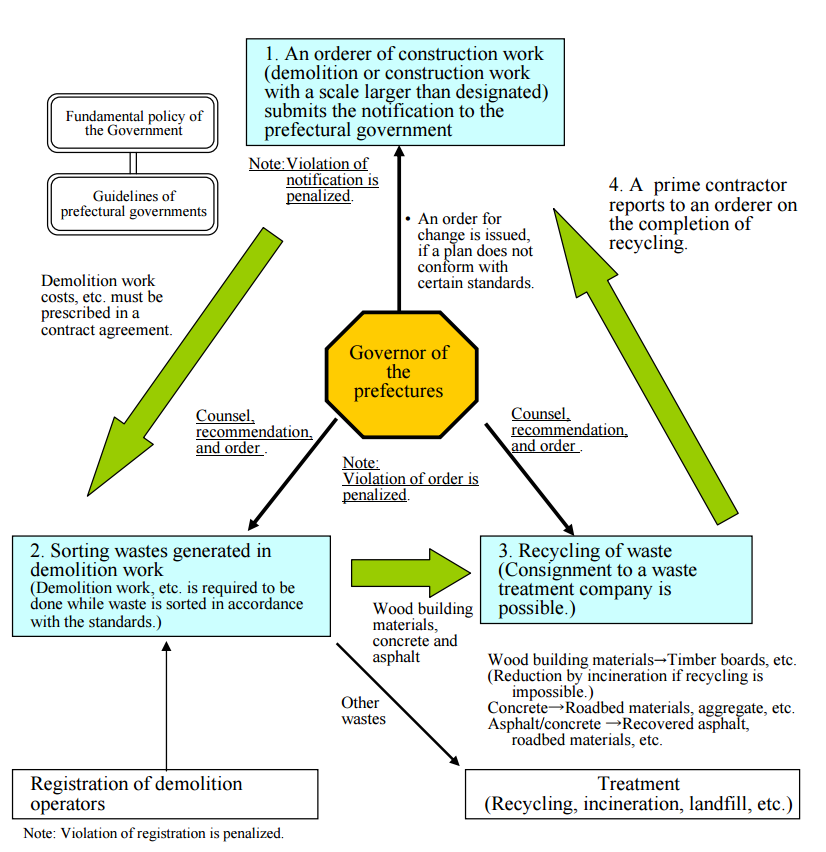 1. An orderer of construction work
(demolition or construction work
with a scale larger than designated)
submits the notification to the
prefectural government
Fundamental policy of
the Government
Guidelines of
prefectural governments
Note:Violation of
notification is
penalized.
• An order for
change is issued,
if a plan does not
conform with
certain standards.
4. A prime contractor
reports to an orderer on
the completion of
recycling.
Demolition work
costs, etc. must be
prescribed in a
contract agreement.
Governor of
the
prefectures
Counsel,
recommendation,
and order .
Counsel,
recommendation,
and order .
Note:
Violation of order is
penalized.
2. Sorting wastes generated in
demolition work
(Demolition work, etc. is required to be
done while waste is sorted in accordance
with the standards.)
3. Recycling of waste
(Consignment to a waste
treatment company is
possible.)
Wood building
materials,
concrete and
asphalt
Wood building materials→Timber boards, etc.
(Reduction by incineration if recycling is
impossible.)
Concrete→Roadbed materials, aggregate, etc.
Asphalt/concrete →Recovered asphalt,
roadbed materials, etc.
Other
wastes
Registration of demolition
operators
Treatment
(Recycling, incineration, landfill, etc.)
Note: Violation of registration is penalized.